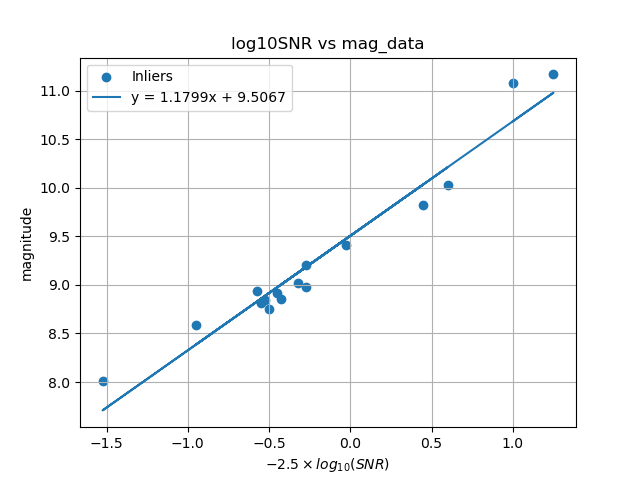 log10SNR vs mag_data
Inliers
y = 1.1799x + 9.5067
magnitude
11.0
10.5
10.0
9.5
9.0
8.5
8.0
−1.5 −1.0 −0.5 0.0 0.5 1.0
−2.5 × log₁₀(SNR)